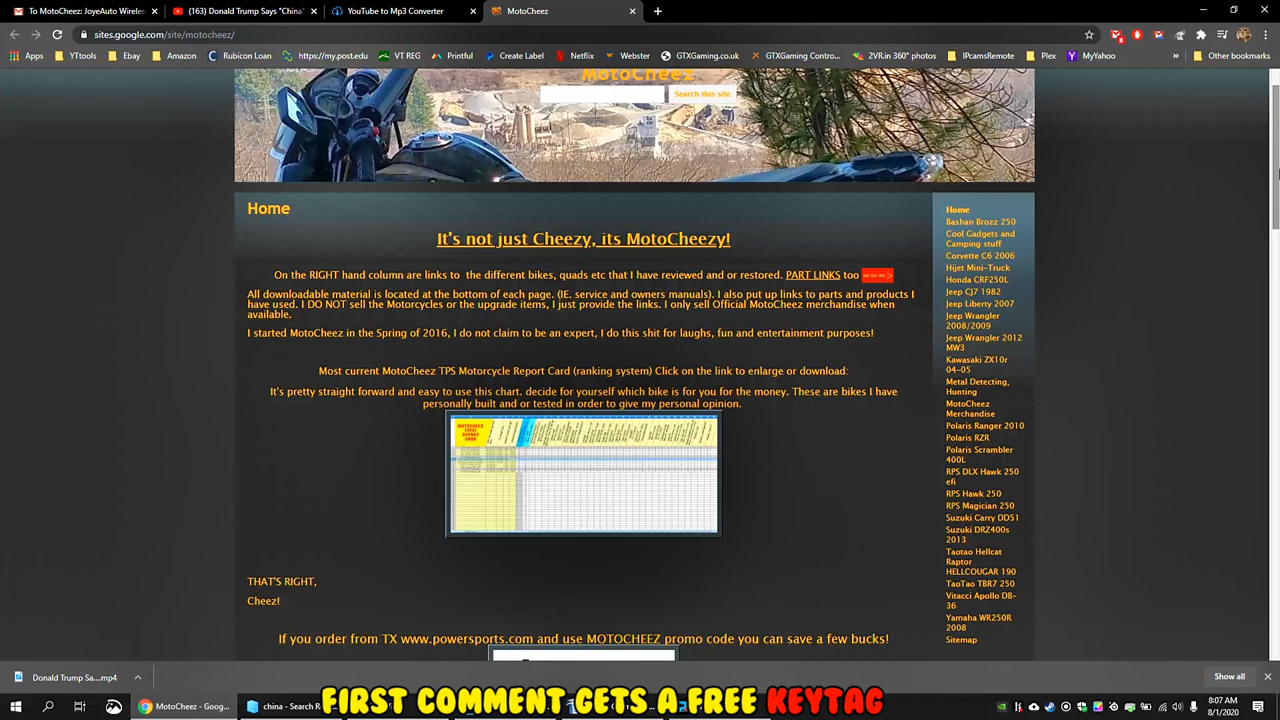 To MotoCheez: JoyeAuto Wireles
(163) Donald Trump Says "China"
YouTube to Mp3 Converter
MotoCheez
sites.google.com/site/motocheez/
Apps
YTtools
Ebay
Amazon
Rubicon Loan
https://my.post.edu
VT REG
Printful
Create Label
Netflix
Webster
GTXGaming.co.uk
GTXGaming Contro...
2VR.in 360° photos
IPcamsRemote
Plex
MyYahoo
»
Other bookmarks
MotoCheez
Search this site
Home
It's not just Cheezy, its MotoCheezy!
On the RIGHT hand column are links to the different bikes, quads etc that I have reviewed and or restored. PART LINKS too ===>
All downloadable material is located at the bottom of each page. (IE. service and owners manuals). I also put up links to parts and products I
have used. I DO NOT sell the Motorcycles or the upgrade items, I just provide the links. I only sell Official MotoCheez merchandise when
available.
I started MotoCheez in the Spring of 2016, I do not claim to be an expert, I do this shit for laughs, fun and entertainment purposes!
Most current MotoCheez TPS Motorcycle Report Card (ranking system) Click on the link to enlarge or download:
It's pretty straight forward and easy to use this chart. decide for yourself which bike is for you for the money. These are bikes I have
personally built and or tested in order to give my personal opinion.
MOTOCHEEZ
(TPS)
REPORT
CARD
THAT'S RIGHT,
Cheez!
If you order from TX www.powersports.com and use MOTOCHEEZ promo code you can save a few bucks!
Home
Bashan Brozz 250
Cool Gadgets and
Camping stuff
Corvette C6 2006
Hijet Mini-Truck
Honda CRF250L
Jeep CJ7 1982
Jeep Liberty 2007
Jeep Wrangler
2008/2009
Jeep Wrangler 2012
MW3
Kawasaki ZX10r
04-05
Metal Detecting,
Hunting
MotoCheez
Merchandise
Polaris Ranger 2010
Polaris RZR
Polaris Scrambler
400L
RPS DLX Hawk 250
efi
RPS Hawk 250
RPS Magician 250
Suzuki Carry DD51
Suzuki DRZ400s
2013
Taotao Hellcat
Raptor
HELLCOUGAR 190
TaoTao TBR7 250
Vitacci Apollo DB-
36
Yamaha WR250R
2008
Sitemap
Donald Trump Sa....mp4
Show all
MotoCheez - Goog...
china - Search R
FIRST COMMENT GETS A FREE KEYTAG
8:07 AM
8/1/2020